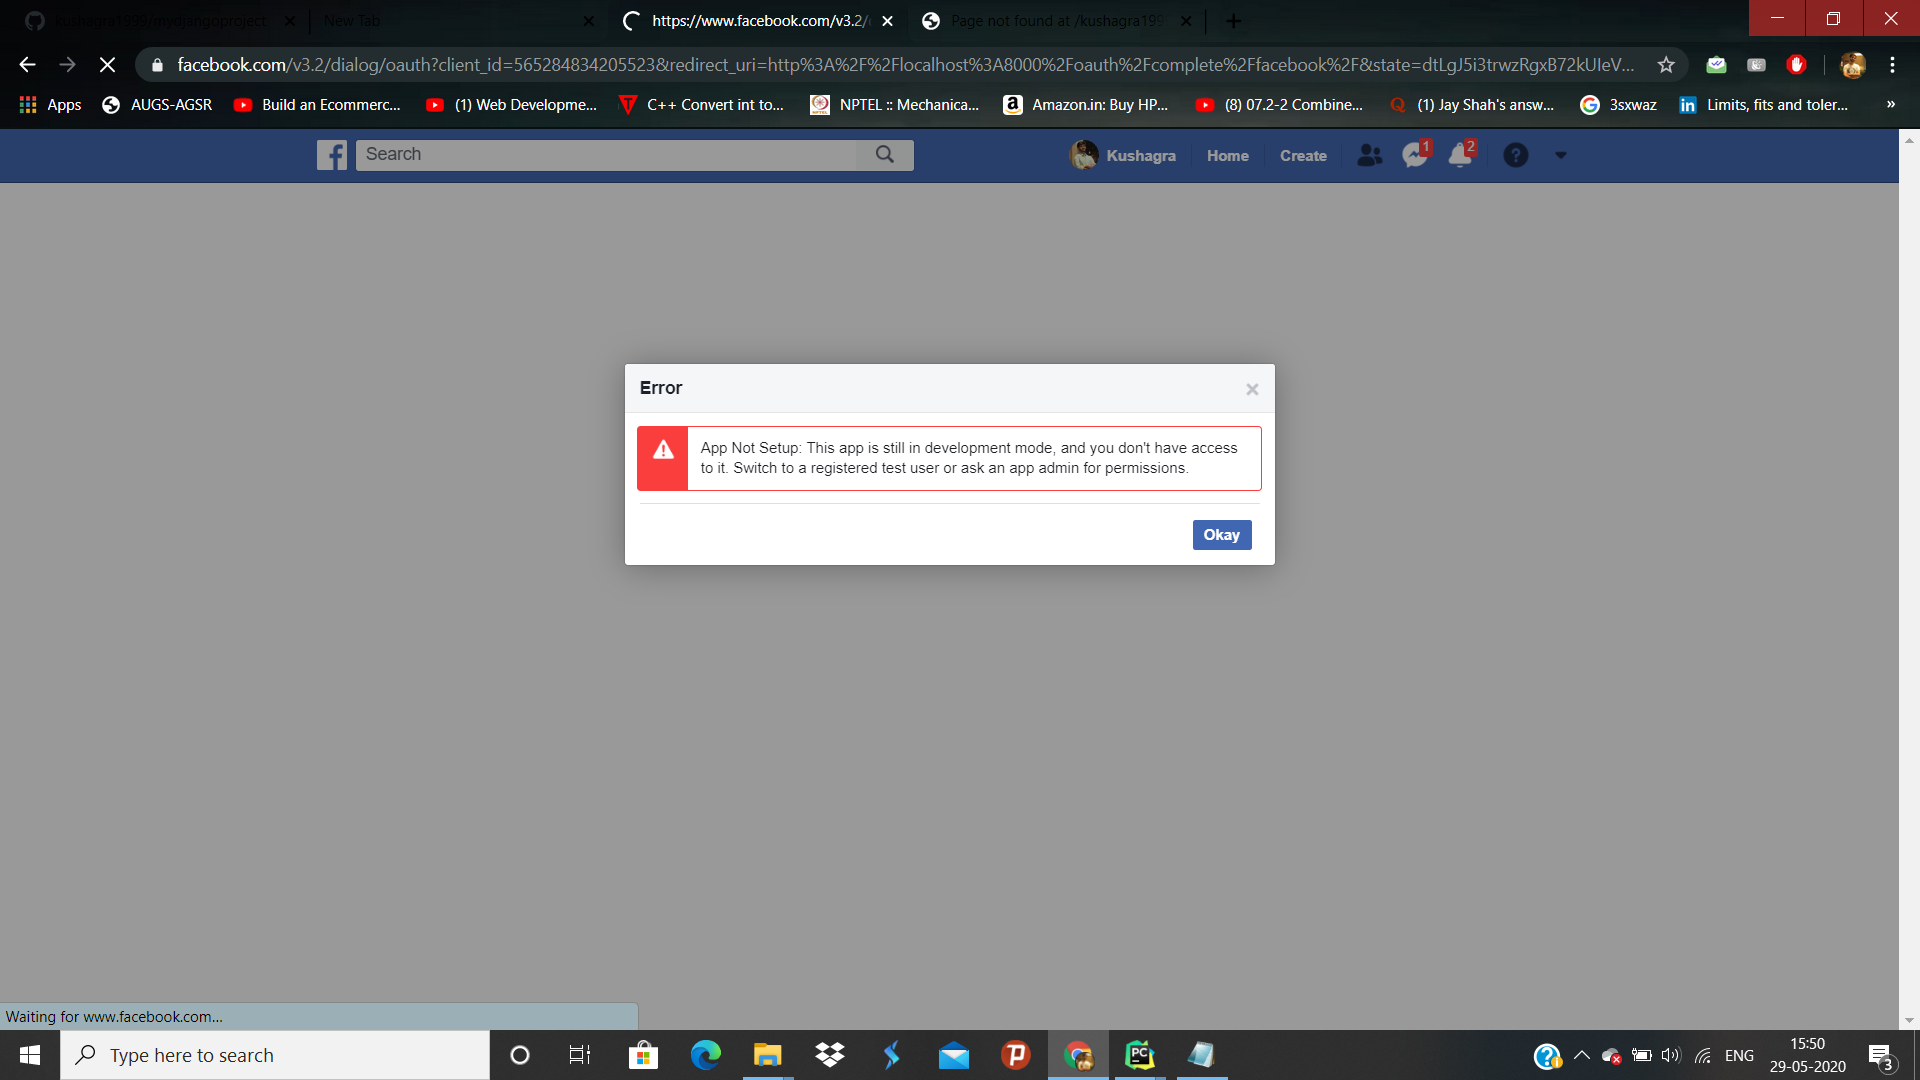 kushagra1999/mydjangoproject
New Tab
https://www.facebook.com/v3.2/
Page not found at /kushagra199
facebook.com/v3.2/dialog/oauth?client_id=565284834205523&redirect_uri=http%3A%2F%2Flocalhost%3A8000%2Foauth%2Fcomplete%2Ffacebook%2F&state=dtLgJ5i3trwzRgxB72kUIeV...
Apps
AUGS-AGSR
Build an Ecommerc...
(1) Web Developme...
C++ Convert int to...
NPTEL :: Mechanica...
Amazon.in: Buy HP...
(8) 07.2-2 Combine...
(1) Jay Shah's answ...
3sxwaz
Limits, fits and toler...
»
Search
Kushagra
Home
Create
1
2
Error
App Not Setup: This app is still in development mode, and you don't have access
to it. Switch to a registered test user or ask an app admin for permissions.
Okay
Waiting for www.facebook.com...
Type here to search
ENG
15:50
29-05-2020
3